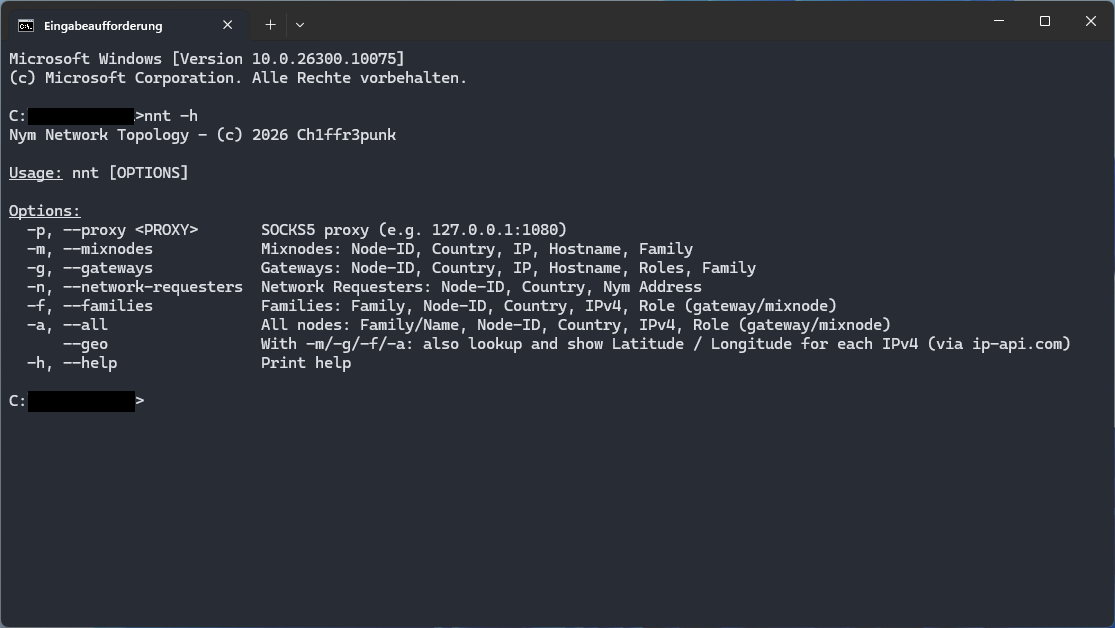 Eingabeaufforderung
Microsoft Windows [Version 10.0.26300.10075]
(c) Microsoft Corporation. Alle Rechte vorbehalten.
C:>nnt -h
Nym Network Topology - (c) 2026 Ch1ffr3punk
Usage: nnt [OPTIONS]
Options:
-p, --proxy <PROXY> SOCKS5 proxy (e.g. 127.0.0.1:1080)
-m, --mixnodes Mixnodes: Node-ID, Country, IP, Hostname, Family
-g, --gateways Gateways: Node-ID, Country, IP, Hostname, Roles, Family
-n, --network-requesters Network Requesters: Node-ID, Country, Nym Address
-f, --families Families: Family, Node-ID, Country, IPv4, Role (gateway/mixnode)
-a, --all All nodes: Family/Name, Node-ID, Country, IPv4, Role (gateway/mixnode)
--geo With -m/-g/-f/-a: also lookup and show Latitude / Longitude for each IPv4 (via ip-api.com)
-h, --help Print help
C:>